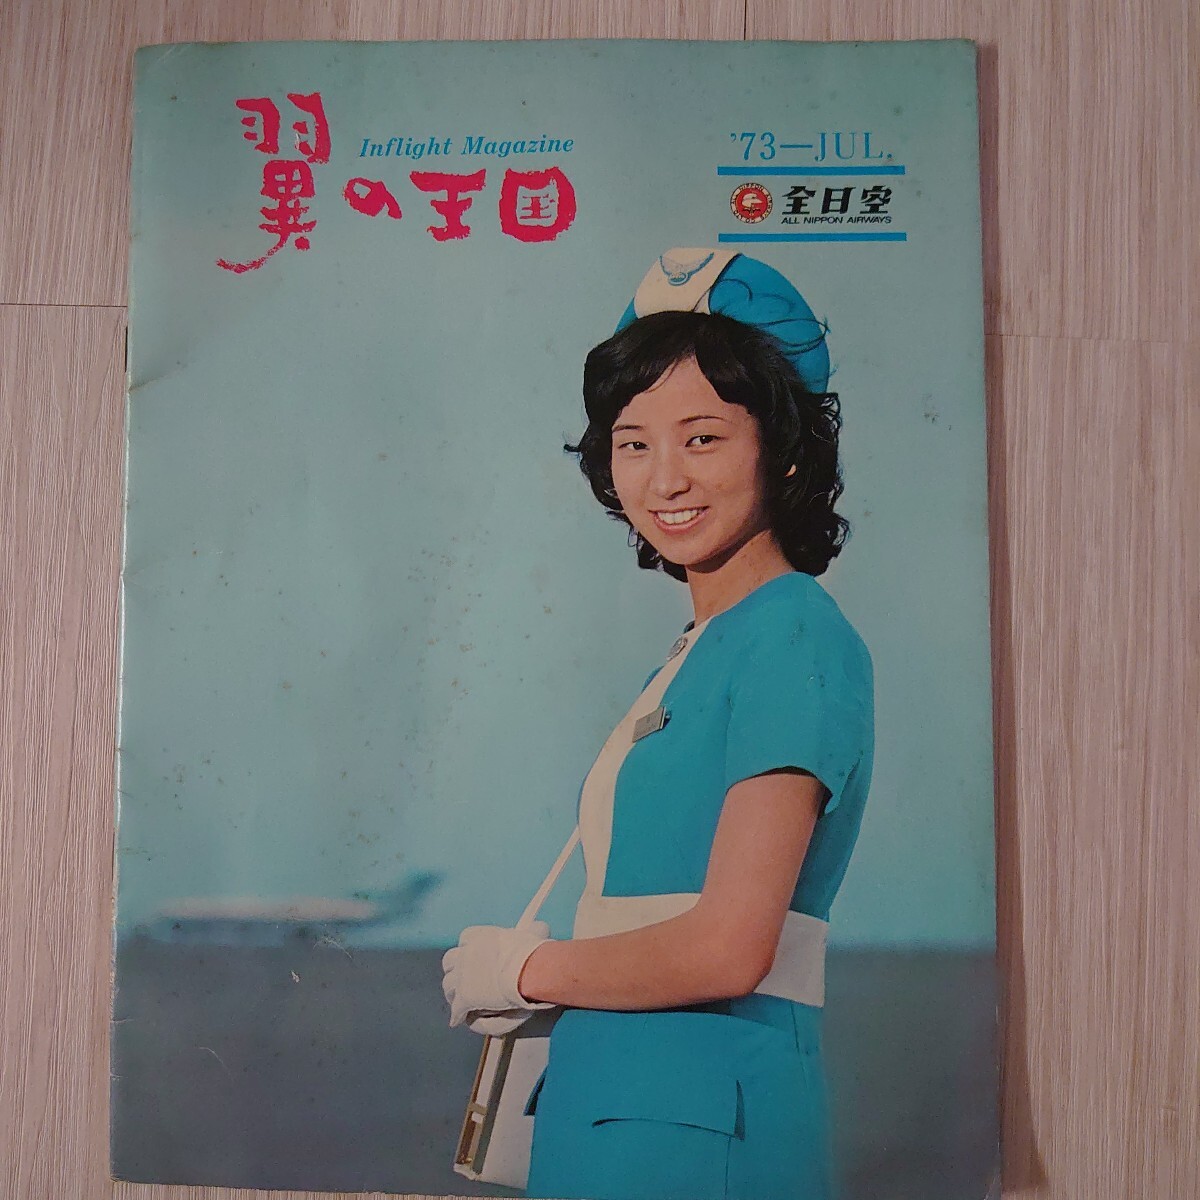 翼の王国
Inflight Magazine
'73—JUL.
全日空
ALL NIPPON AIRWAYS